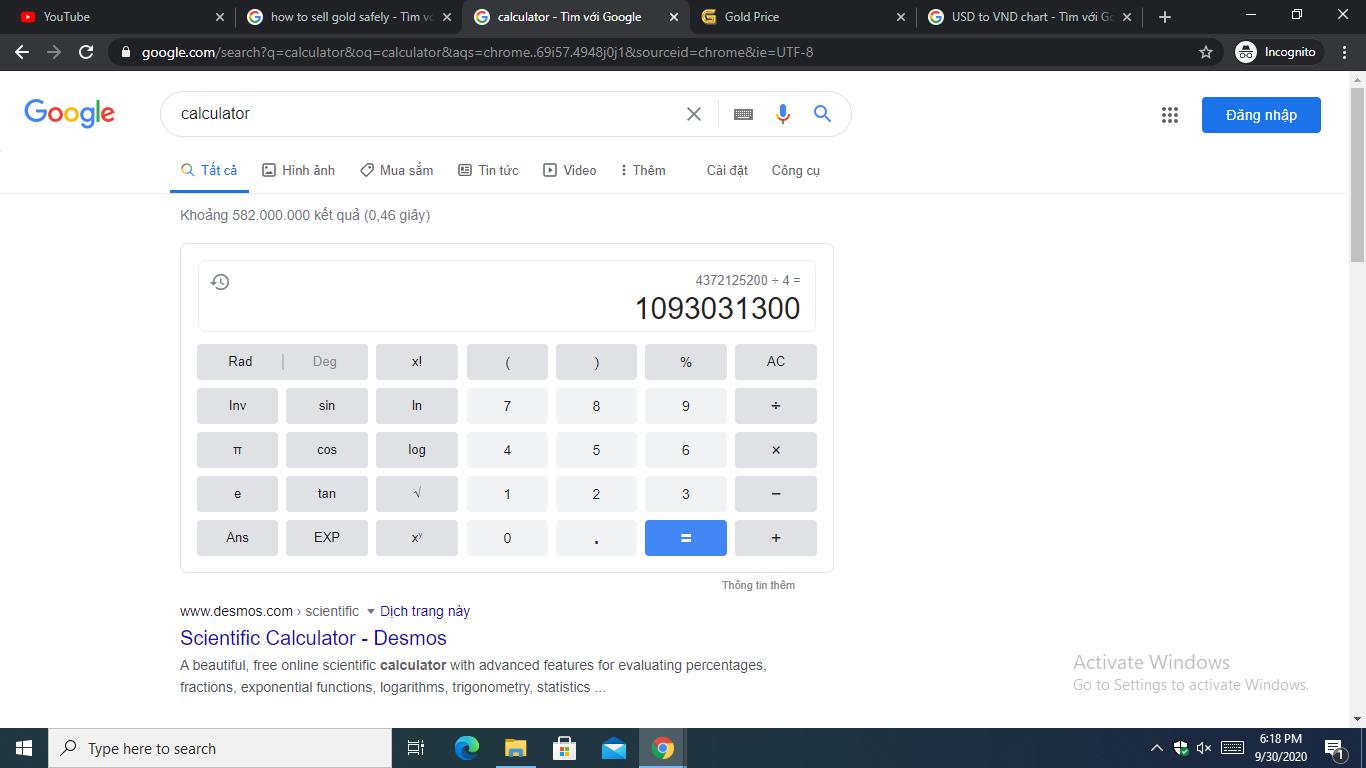 YouTube
how to sell gold safely - Tìm vớ
calculator - Tìm với Google
Gold Price
USD to VND chart - Tìm với Go
google.com/search?q=calculator&oq=calculator&aqs=chrome..69i57.4948j0j1&sourceid=chrome&ie=UTF-8
Incognito
Google
calculator
Đăng nhập
Tất cả
Hình ảnh
Mua sắm
Tin tức
Video
Thêm
Cài đặt
Công cụ
Khoảng 582.000.000 kết quả (0,46 giây)
4372125200 ÷ 4 =
1093031300
Rad | Deg x! ( ) % AC
Inv sin ln 7 8 9 ÷
π cos log 4 5 6 ×
e tan √ 1 2 3 −
Ans EXP xʸ 0 . = +
Thông tin thêm
www.desmos.com › scientific Dịch trang này
Scientific Calculator - Desmos
A beautiful, free online scientific calculator with advanced features for evaluating percentages,
fractions, exponential functions, logarithms, trigonometry, statistics ...
Activate Windows
Go to Settings to activate Windows.
Type here to search
6:18 PM
9/30/2020
1